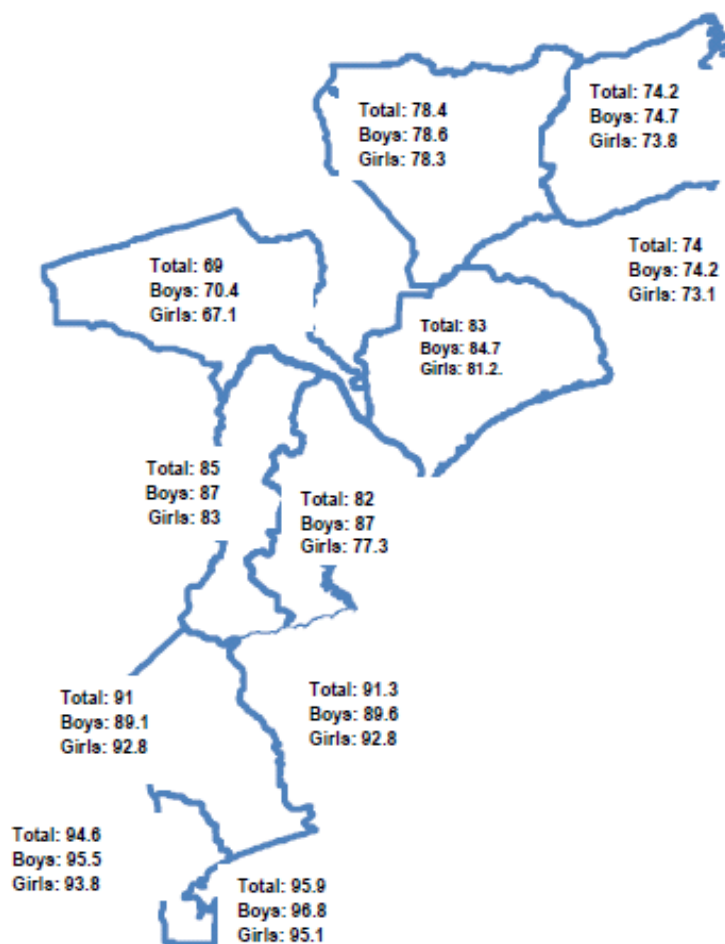 Total: 78.4
Boys: 78.6
Girls: 78.3
Total: 74.2
Boys: 74.7
Girls: 73.8
Total: 74
Boys: 74.2
Girls: 73.1
Total: 69
Boys: 70.4
Girls: 67.1
Total: 83
Boys: 84.7
Girls: 81.2.
Total: 85
Boys: 87
Girls: 83
Total: 82
Boys: 87
Girls: 77.3
Total: 91
Boys: 89.1
Girls: 92.8
Total: 91.3
Boys: 89.6
Girls: 92.8
Total: 94.6
Boys: 95.5
Girls: 93.8
Total: 95.9
Boys: 96.8
Girls: 95.1